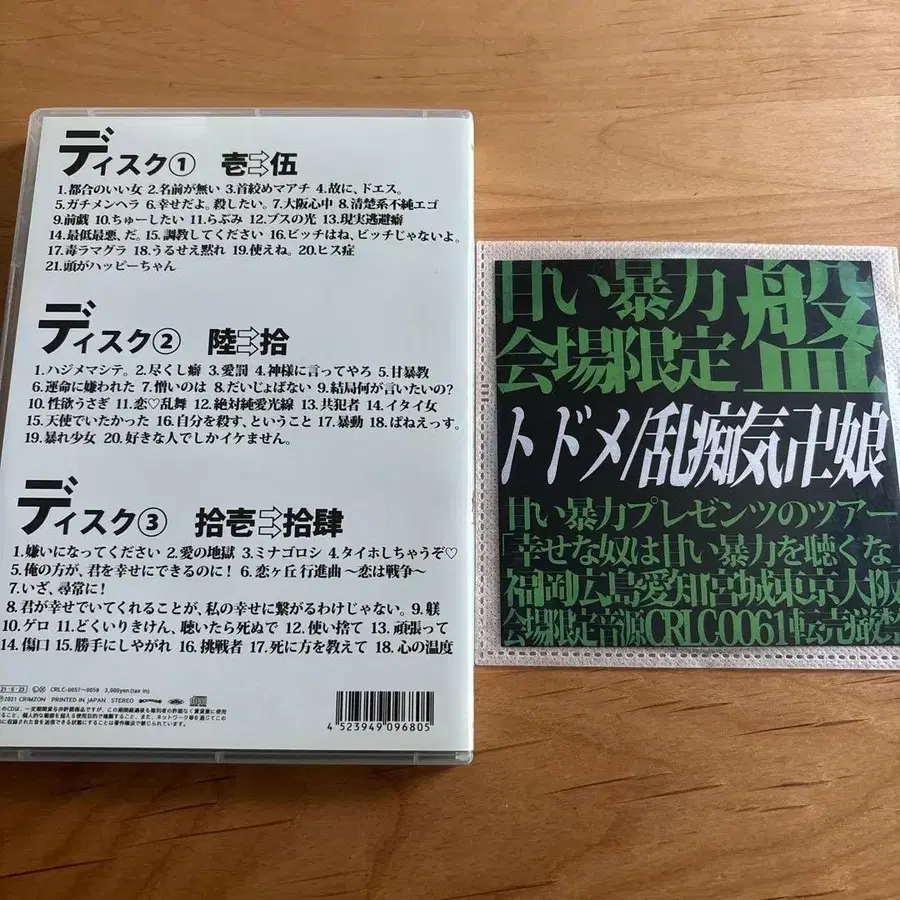 ディスク① 壱⇨伍
1.都合のいい女 2.名前が無い 3.首絞めマアチ 4.故に、ドエス。
5.ガチメンヘラ 6.幸せだよ。殺したい。 7.大阪心中 8.清楚系不純エゴ
9.前戯 10.ちゅーしたい 11.らぶみ 12.ブスの光 13.現実逃避癖
14.最低最悪、だ。 15.調教してください 16.ビッチはね、ビッチじゃないよ。
17.毒ラマグラ 18.うるせえ黙れ 19.使えね。 20.ヒス症
21.頭がハッピーちゃん
ディスク② 陸⇨拾
1.ハジメマシテ。 2.尽くし癖 3.愛罰 4.神様に言ってやろ 5.甘暴教
6.運命に嫌われた 7.憎いのは 8.だいじょばない 9.結局何が言いたいの?
10.性欲うさぎ 11.恋♡乱舞 12.絶対純愛光線 13.共犯者 14.イタイ女
15.天使でいたかった 16.自分を殺す、ということ 17.暴動 18.ばねえっす。
19.暴れ少女 20.好きな人でしかイケません。
ディスク③ 拾壱⇨拾肆
1.嫌いになってください 2.愛の地獄 3.ミナゴロシ 4.タイホしちゃうぞ♡
5.俺の方が、君を幸せにできるのに! 6.恋ヶ丘 行進曲 〜恋は戦争〜
7.いざ、尋常に!
8.君が幸せでいてくれることが、私の幸せに繋がるわけじゃない。 9.躾
10.ゲロ 11.どくいりきけん、聴いたら死ぬで 12.使い捨て 13.頑張って
14.傷口 15.勝手にしやがれ 16.挑戦者 17.死に方を教えて 18.心の温度
21・6・23 CRLC-0057〜0059 3,000yen (tax in)
℗2021 CRIMZON PRINTED IN JAPAN STEREO
4 523949 096805
甘い暴力
会場限定
盤
トドメ/乱痴気卍娘
甘い暴力プレゼンツのツアー
「幸せな奴は甘い暴力を聴くな
福岡広島愛知宮城東京大阪
会場限定音源CRLC-0061転売厳禁